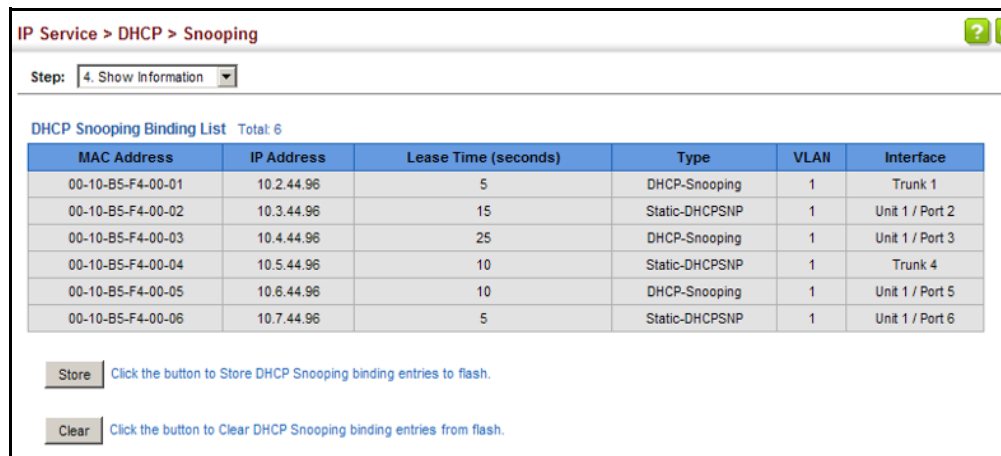 IP Service > DHCP > Snooping
?
Step: 4. Show Information
DHCP Snooping Binding List Total: 6
MAC Address IP Address Lease Time (seconds) Type VLAN Interface
00-10-B5-F4-00-01 10.2.44.96 5 DHCP-Snooping 1 Trunk 1
00-10-B5-F4-00-02 10.3.44.96 15 Static-DHCPSNP 1 Unit 1 / Port 2
00-10-B5-F4-00-03 10.4.44.96 25 DHCP-Snooping 1 Unit 1 / Port 3
00-10-B5-F4-00-04 10.5.44.96 10 Static-DHCPSNP 1 Trunk 4
00-10-B5-F4-00-05 10.6.44.96 10 DHCP-Snooping 1 Unit 1 / Port 5
00-10-B5-F4-00-06 10.7.44.96 5 Static-DHCPSNP 1 Unit 1 / Port 6
Store Click the button to Store DHCP Snooping binding entries to flash.
Clear Click the button to Clear DHCP Snooping binding entries from flash.